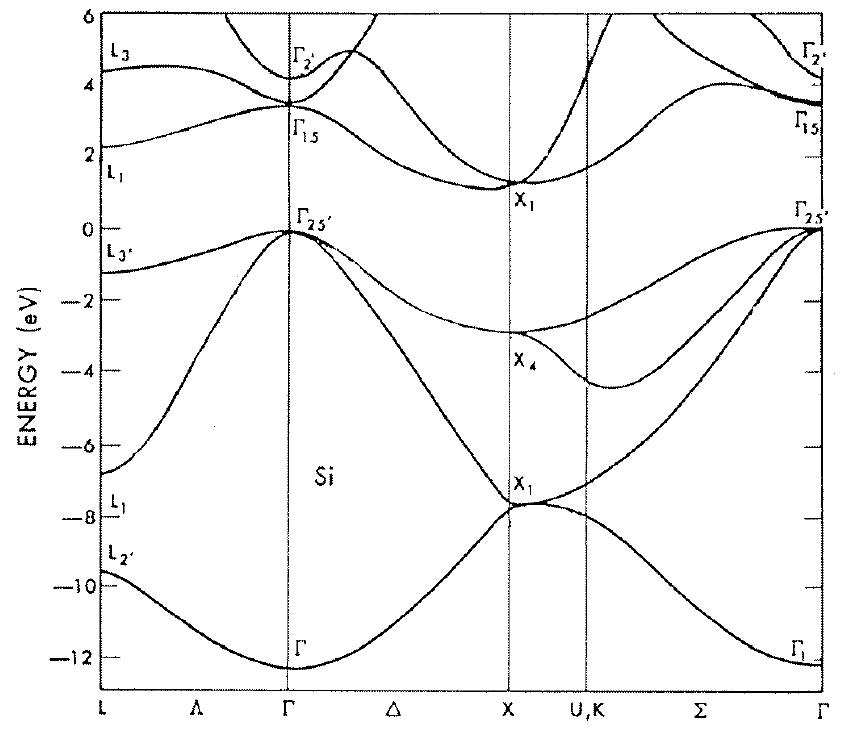 6
4
2
0
—2
—4
—6
—8
—10
—12
ENERGY (eV)
L₃
L₁
L₃'
L₁
L₂'
Γ₂'
Γ₁₅
Γ₂₅'
Γ
Si
X₁
X₄
X₁
Γ₂'
Γ₁₅
Γ₂₅'
Γ₁
L Λ Γ Δ X U,K Σ Γ